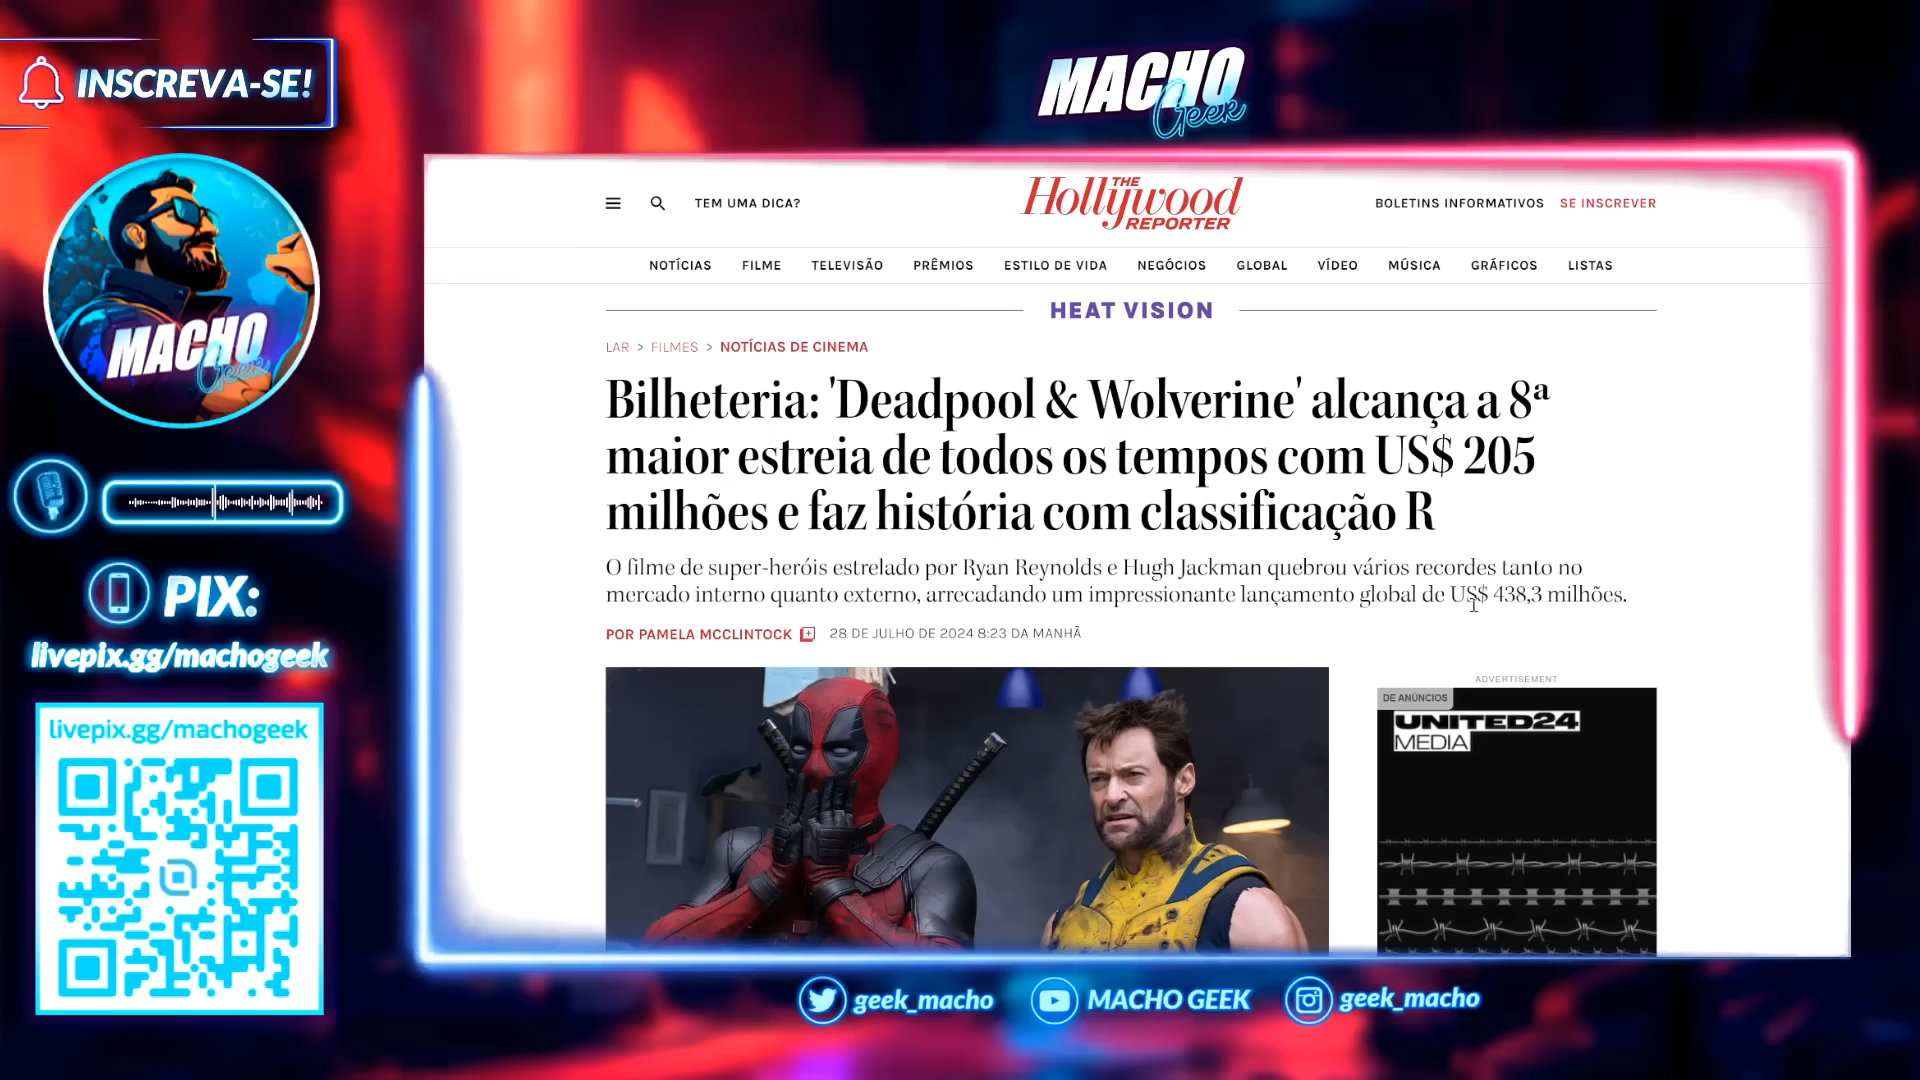 INSCREVA-SE!
MACHO
Geek
MACHO
Geek
PIX:
livepix.gg/machogeek
livepix.gg/machogeek
TEM UMA DICA?
THE
Hollywood
REPORTER
BOLETINS INFORMATIVOS SE INSCREVER
NOTÍCIAS FILME TELEVISÃO PRÊMIOS ESTILO DE VIDA NEGÓCIOS GLOBAL VÍDEO MÚSICA GRÁFICOS LISTAS
HEAT VISION
LAR > FILMES > NOTÍCIAS DE CINEMA
Bilheteria: 'Deadpool & Wolverine' alcança a 8ª
maior estreia de todos os tempos com US$ 205
milhões e faz história com classificação R
O filme de super-heróis estrelado por Ryan Reynolds e Hugh Jackman quebrou vários recordes tanto no
mercado interno quanto externo, arrecadando um impressionante lançamento global de US$ 438,3 milhões.
POR PAMELA MCCLINTOCK 28 DE JULHO DE 2024 8:23 DA MANHÃ
ADVERTISEMENT
DE ANÚNCIOS
UNITED24
MEDIA
geek_macho MACHO GEEK geek_macho